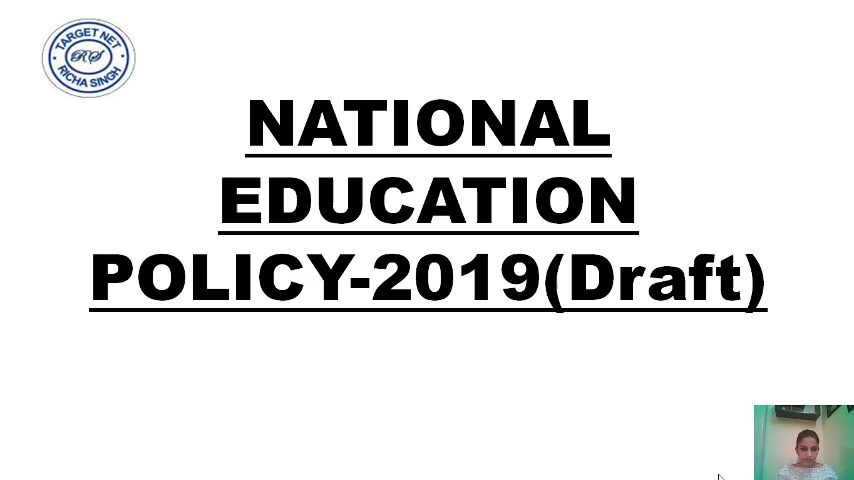 TARGET NET
RS
RICHA SINGH
NATIONAL
EDUCATION
POLICY-2019(Draft)